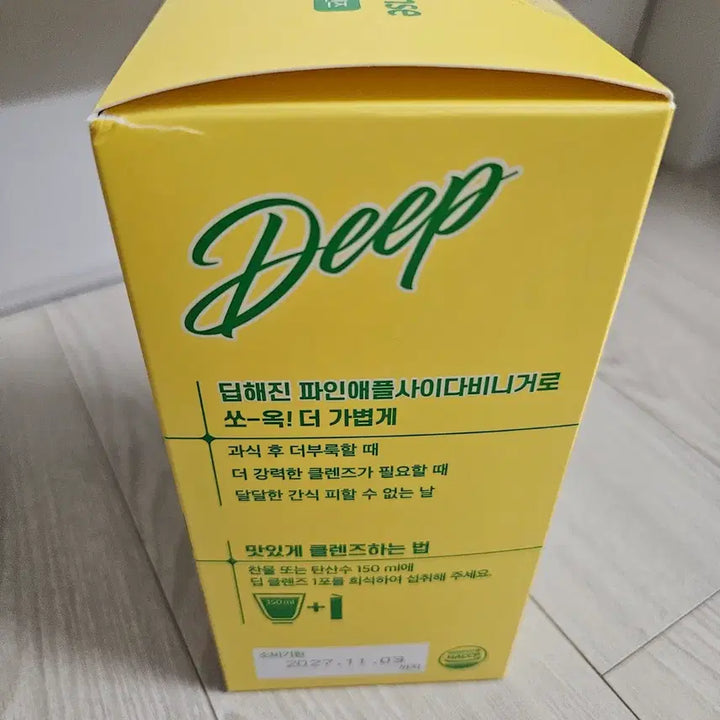 Deep
딥해진 파인애플사이다비니거로
쏘-옥! 더 가볍게
과식 후 더부룩할 때
더 강력한 클렌즈가 필요할 때
달달한 간식 피할 수 없는 날
맛있게 클렌즈하는 법
찬물 또는 탄산수 150 ml에
딥 클렌즈 1포를 희석하여 섭취해 주세요.
150 ml +
소비기한
2027.11.03
까지
HACCP